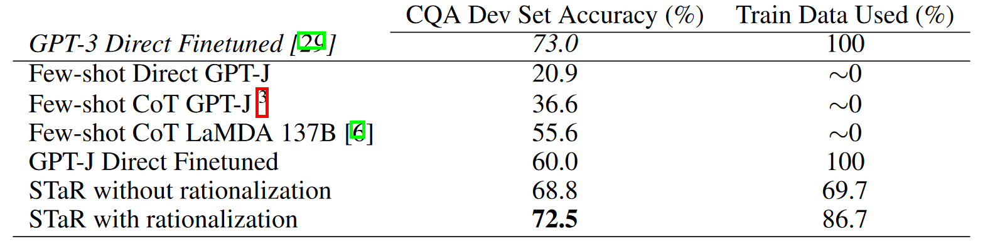 CQA Dev Set Accuracy (%) Train Data Used (%)
GPT-3 Direct Finetuned [29] 73.0 100
Few-shot Direct GPT-J 20.9 ~0
Few-shot CoT GPT-J 3 36.6 ~0
Few-shot CoT LaMDA 137B [6] 55.6 ~0
GPT-J Direct Finetuned 60.0 100
STaR without rationalization 68.8 69.7
STaR with rationalization 72.5 86.7